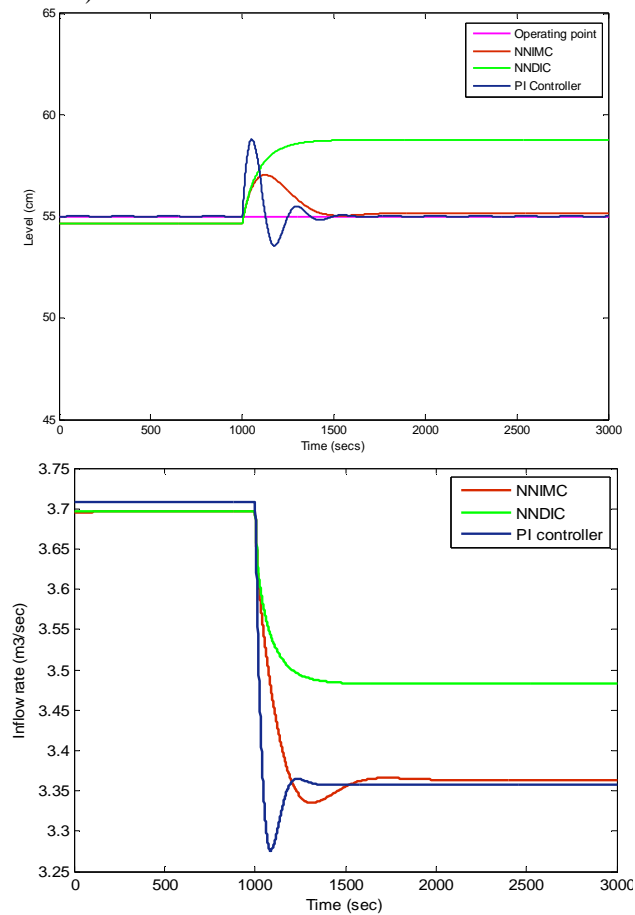 )
65
60
55
50
45
Level (cm)
0 500 1000 1500 2000 2500 3000
Time (secs)
Operating point
NNIMC
NNDIC
PI Controller
3.75
3.7
3.65
3.6
3.55
3.5
3.45
3.4
3.35
3.3
3.25
Inflow rate (m3/sec)
0 500 1000 1500 2000 2500 3000
Time (sec)
NNIMC
NNDIC
PI controller